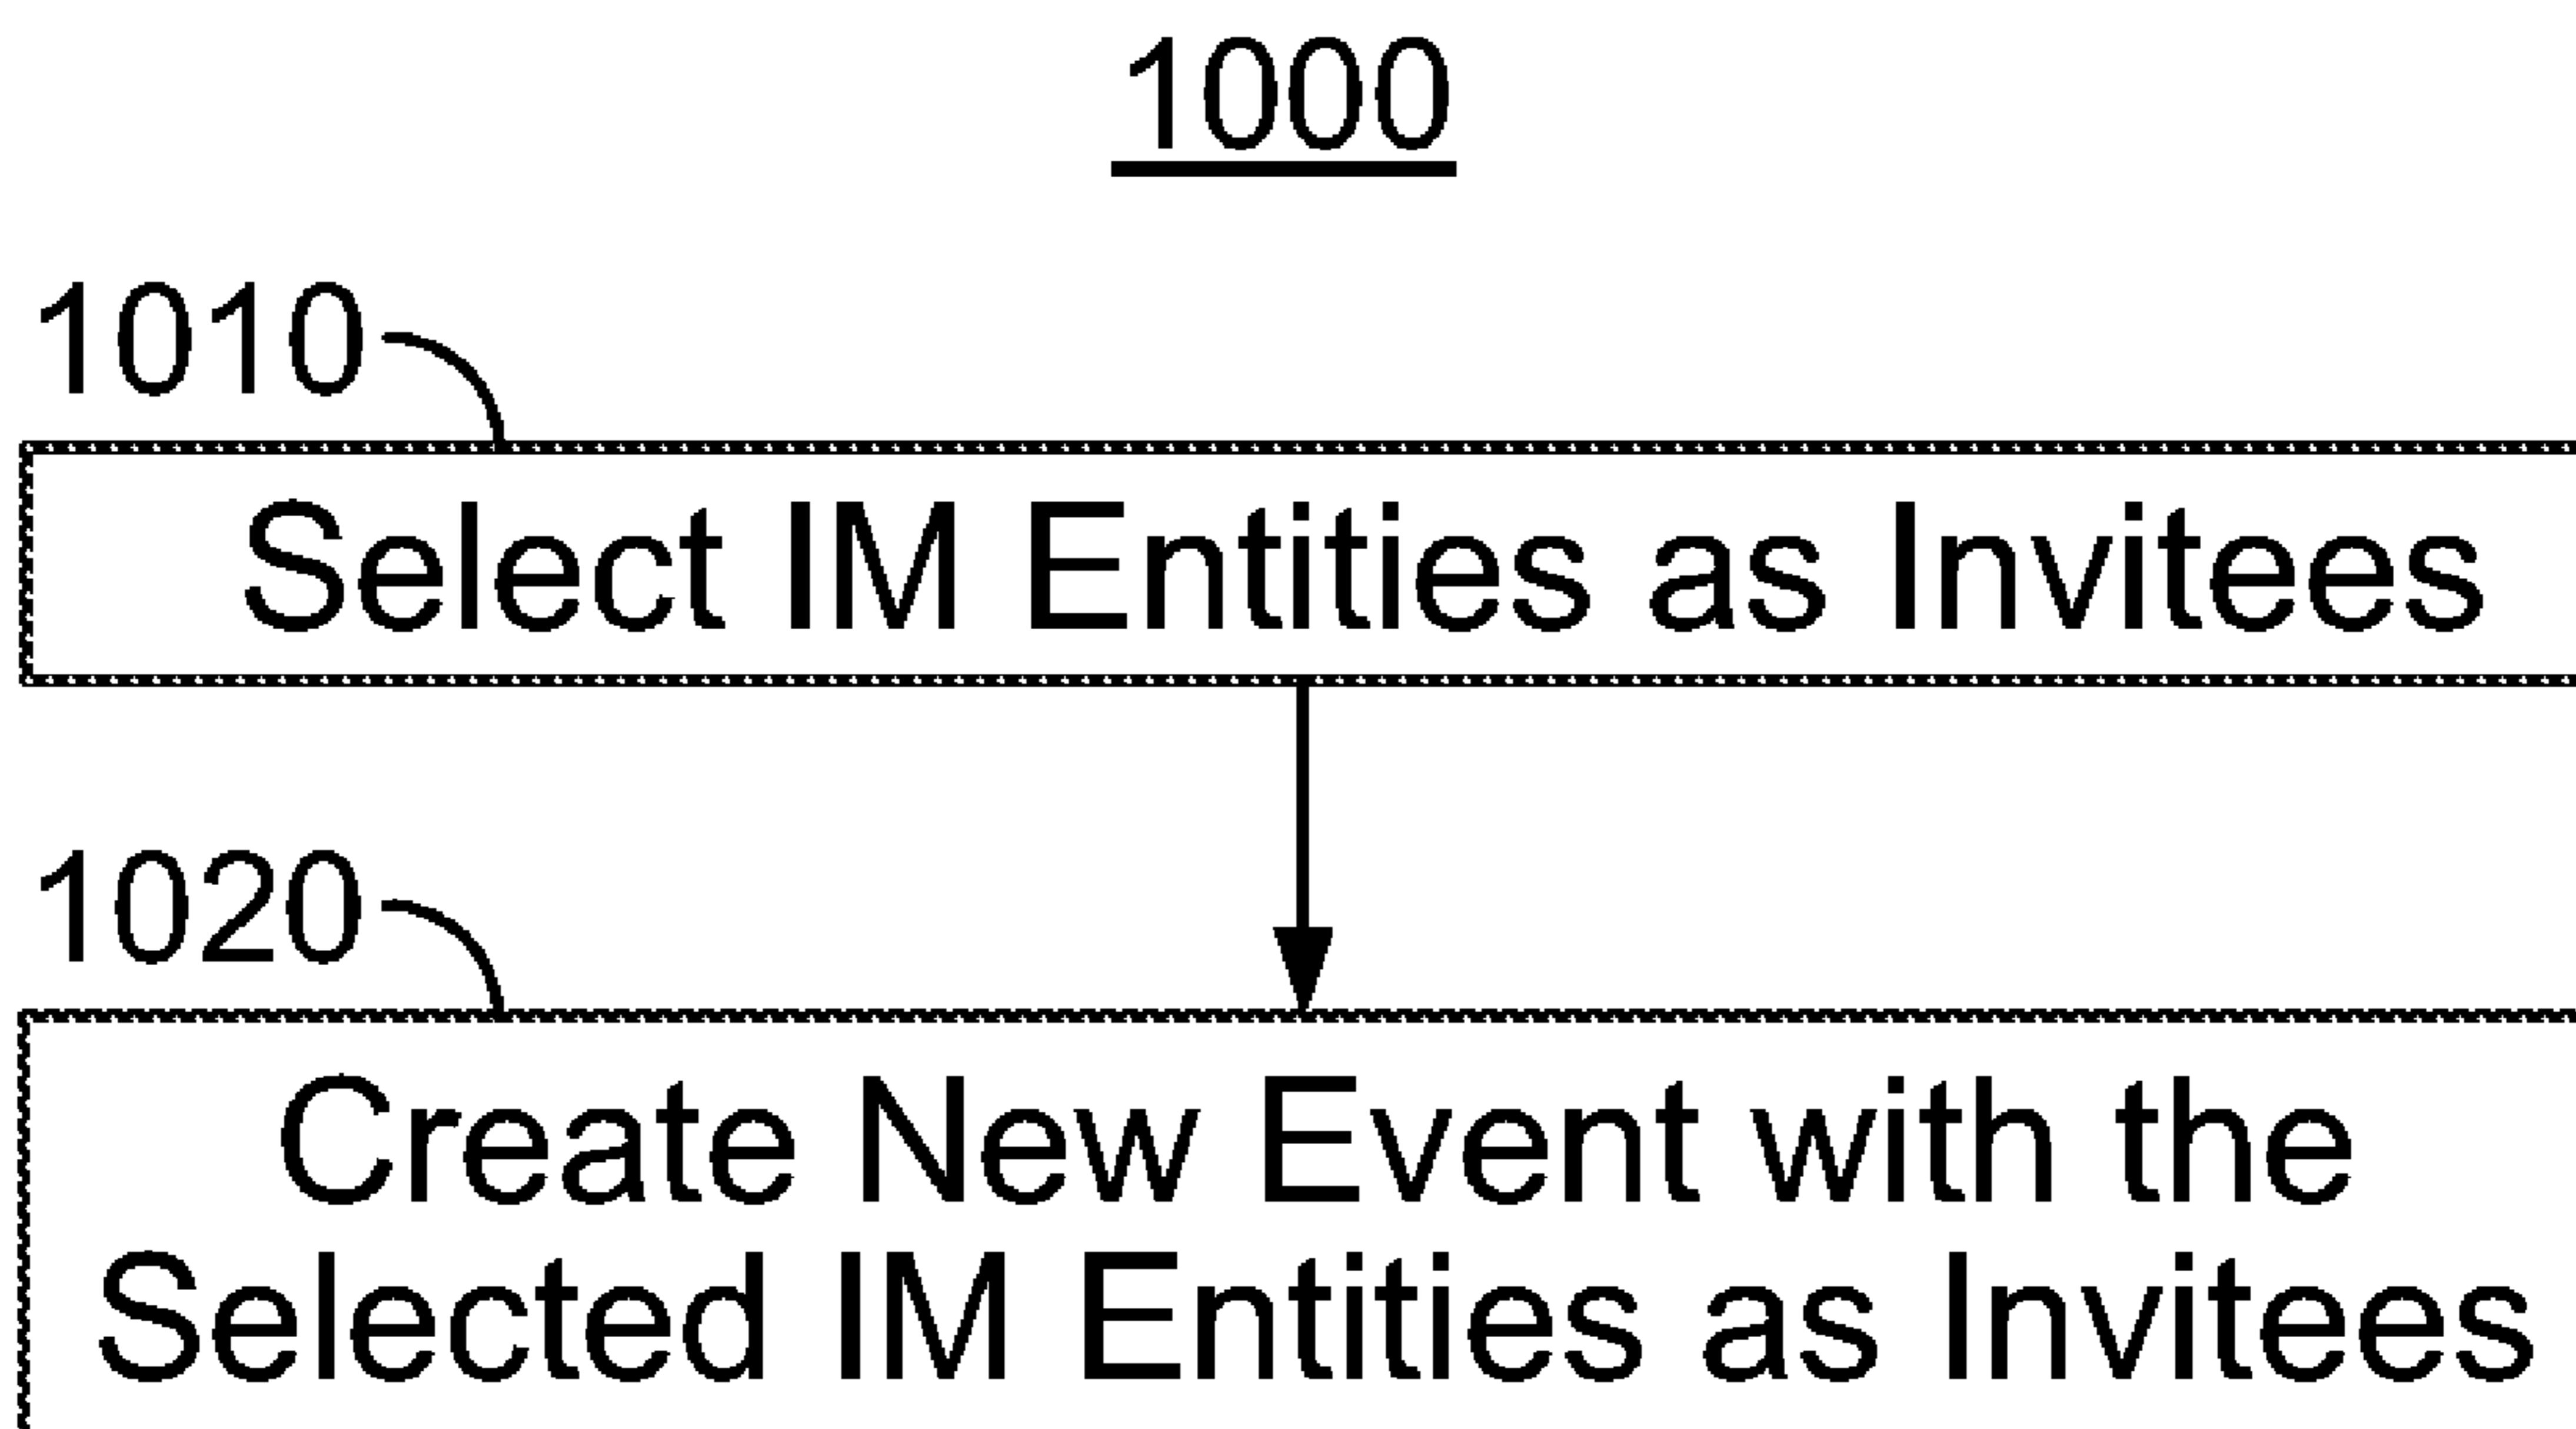 1000
1010
Select IM Entities as Invitees
1020
Create New Event with the
Selected IM Entities as Invitees